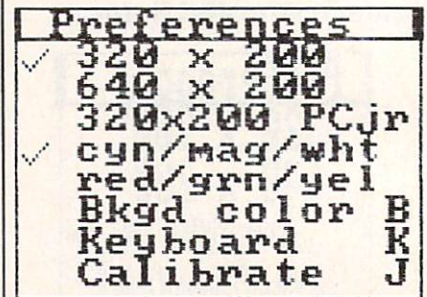 Preferences
✓ 320 x 200
640 x 200
320x200 PCjr
✓ cyn/mag/wht
red/grn/yel
Bkgd color B
Keyboard K
Calibrate J